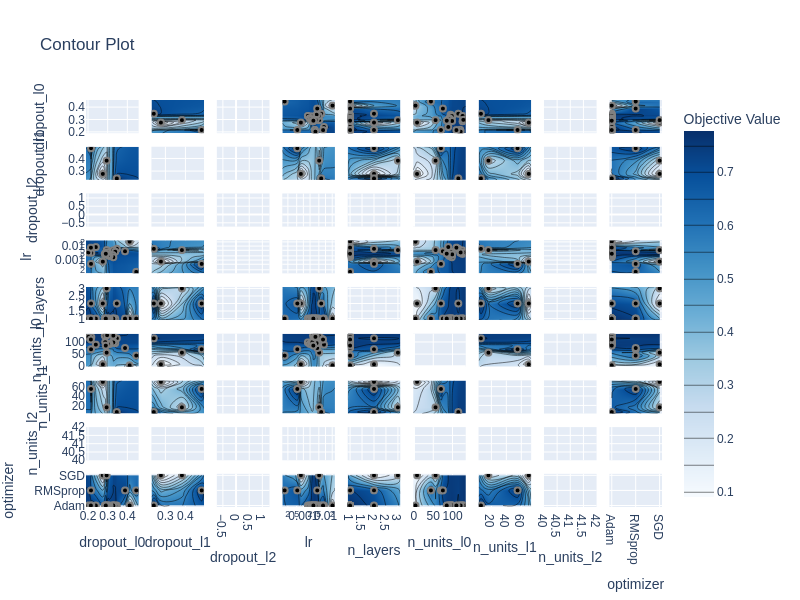 Contour Plot
Objective Value
dropout_l0
0.4
0.3
0.2
dropout_l1
0.4
0.3
dropout_l2
1
0.5
0
−0.5
lr
0.01
0.001
n_layers
3
2.5
2
1
n_units_l0
100
50
0
n_units_l1
60
40
20
n_units_l2
42
41.5
41
40.5
40
optimizer
SGD
RMSprop
Adam
0.7
0.6
0.5
0.4
0.3
0.2
0.1
0.2 0.3 0.4
0.3 0.4
−0.5 0 0.5 1
1 1.5 2 2.5 3
0 50 100
20 40 60
40 40.5 41 41.5 42
Adam RMSprop SGD
dropout_l0 dropout_l1 dropout_l2 lr n_layers n_units_l0 n_units_l1 n_units_l2 optimizer